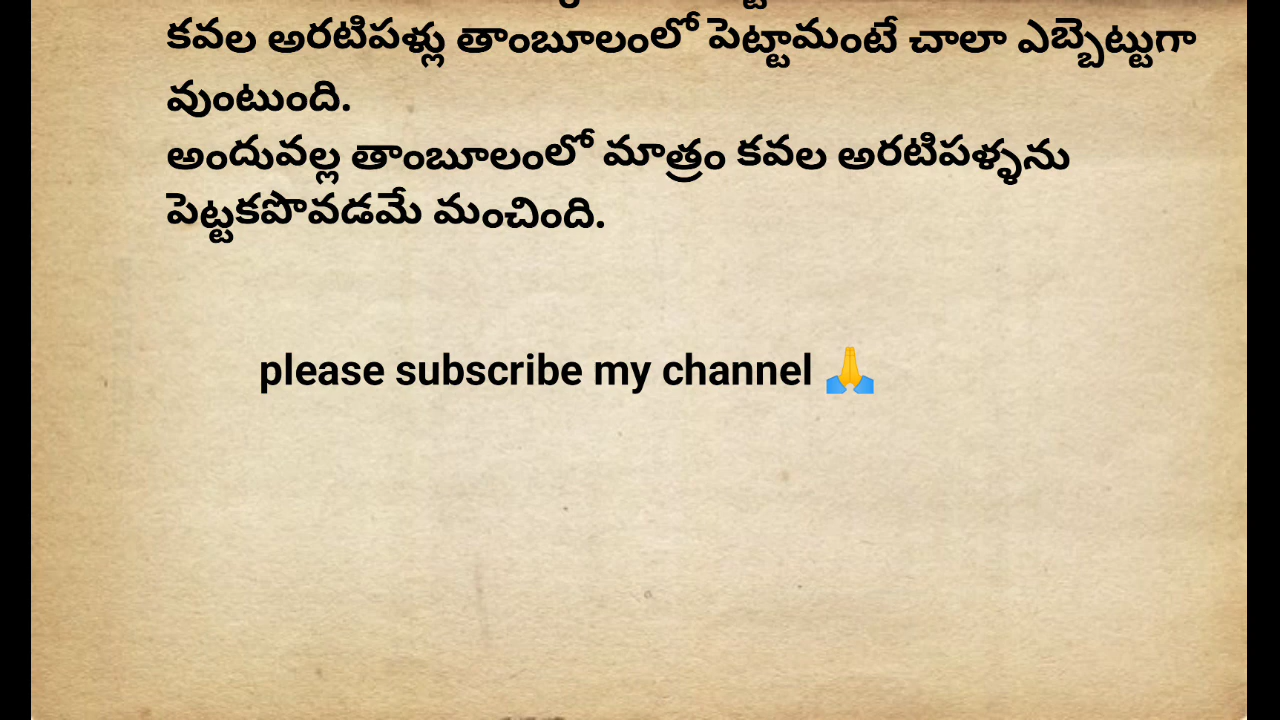 కవల అరటిపళ్లు తాంబూలంలో పెట్టామంటే చాలా ఎబ్బెట్టుగా
వుంటుంది.
అందువల్ల తాంబూలంలో మాత్రం కవల అరటిపళ్ళను
పెట్టకపొవడమే మంచింది.
please subscribe my channel 🙏